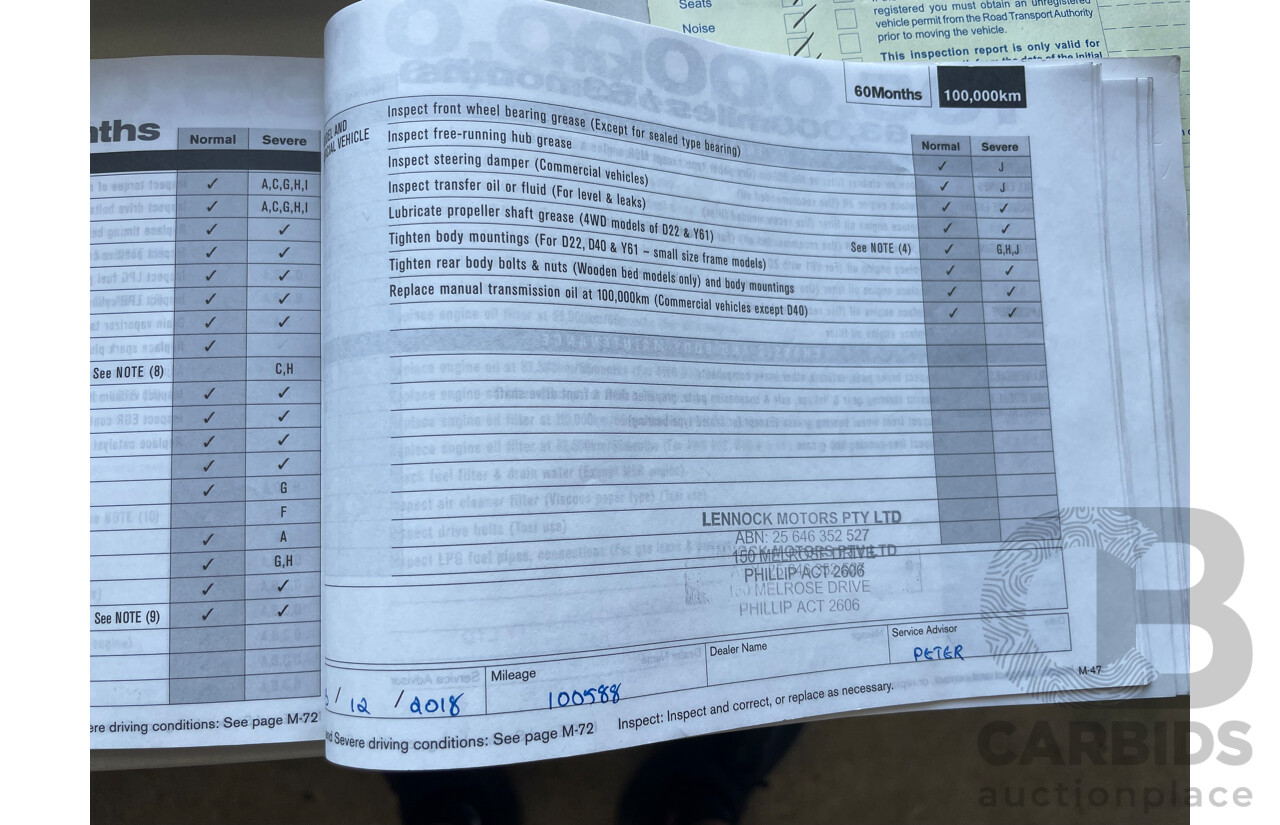 Seats
Noise
registered you must obtain an unregistered
vehicle permit from the Road Transport Authority
prior to moving the vehicle.
This inspection report is only valid for
60Months
100,000km
Normal Severe
VEHICLE
Inspect front wheel bearing grease (Except for sealed type bearing) ✓ J
Inspect free-running hub grease ✓ J
Inspect steering damper (Commercial vehicles) ✓ ✓
Inspect transfer oil or fluid (For level & leaks) ✓ ✓
Lubricate propeller shaft grease (4WD models of D22 & Y61) See NOTE (4) ✓ G,H,J
Tighten body mountings (For D22, D40 & Y61 – small size frame models) ✓ ✓
Tighten rear body bolts & nuts (Wooden bed models only) and body mountings ✓ ✓
Replace manual transmission oil at 100,000km (Commercial vehicles except D40) ✓ ✓
LENNOCK MOTORS PTY LTD
ABN: 25 646 352 527
150 MELROSE DRIVE
PHILLIP ACT 2606
MELROSE DRIVE
PHILLIP ACT 2606
/ 12 / 2018
Mileage
100588
Dealer Name
Service Advisor
PETER
M-47
Severe driving conditions: See page M-72
Inspect: Inspect and correct, or replace as necessary.
nths
Normal Severe
✓ A,C,G,H,I
✓ A,C,G,H,I
✓ ✓
✓ ✓
✓ ✓
✓ ✓
✓ ✓
✓
See NOTE (8) C,H
✓ ✓
✓ ✓
✓ ✓
✓ ✓
✓ G
F
✓ A
✓ G,H
✓ ✓
See NOTE (9) ✓ ✓
ere driving conditions: See page M-72
CARBIDS
auctionplace